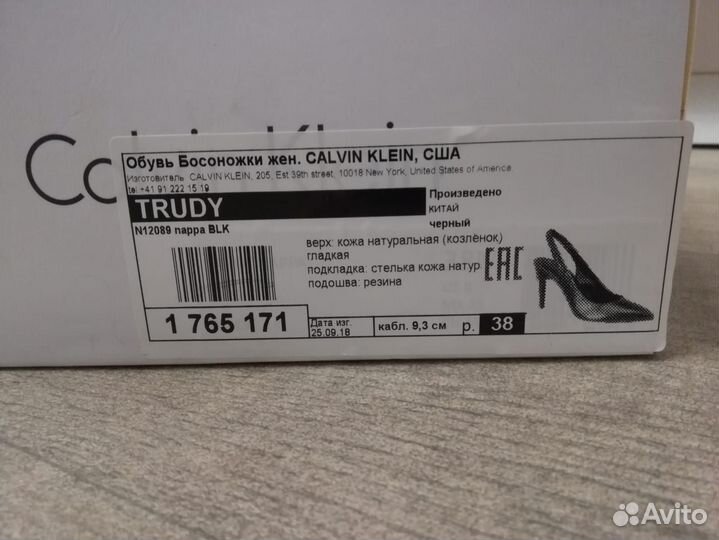 Обувь Босоножки жен. CALVIN KLEIN, США
Изготовитель CALVIN KLEIN, 205, Est 39th street, 10018 New York, United States of America.
tel +41 91 222 15 19
TRUDY
N12089 nappa BLK
Произведено
КИТАЙ
черный
верх: кожа натуральная (козлёнок)
гладкая
подкладка: стелька кожа натур
подошва: резина
EAC
1 765 171
Дата изг.
25.09.18
кабл. 9,3 см
р.
38
Avito